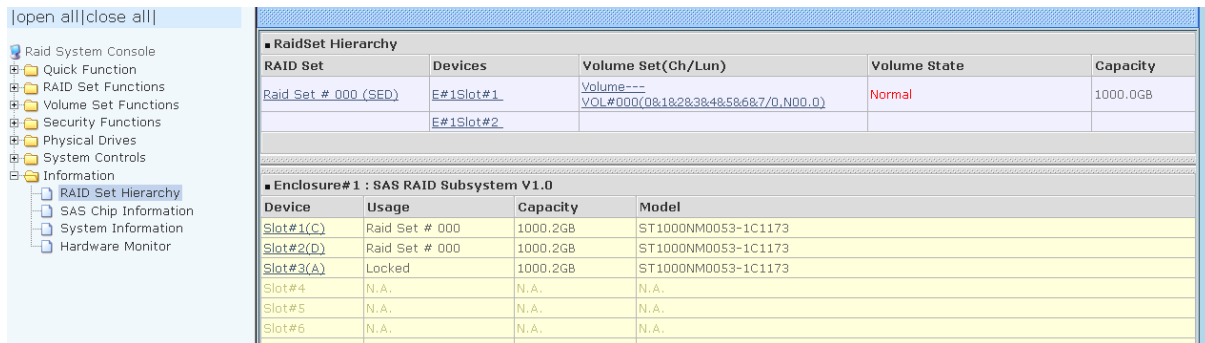 |open all|close all|
Raid System Console
Quick Function
RAID Set Functions
Volume Set Functions
Security Functions
Physical Drives
System Controls
Information
RAID Set Hierarchy
SAS Chip Information
System Information
Hardware Monitor
RaidSet Hierarchy
RAID Set Devices Volume Set(Ch/Lun) Volume State Capacity
Raid Set # 000 (SED) E#1Slot#1 Volume---VOL#000(0&1&2&3&4&5&6&7/0,N00.0) Normal 1000.0GB
E#1Slot#2
Enclosure#1 : SAS RAID Subsystem V1.0
Device Usage Capacity Model
Slot#1(C) Raid Set # 000 1000.2GB ST1000NM0053-1C1173
Slot#2(D) Raid Set # 000 1000.2GB ST1000NM0053-1C1173
Slot#3(A) Locked 1000.2GB ST1000NM0053-1C1173
Slot#4 N.A. N.A. N.A.
Slot#5 N.A. N.A. N.A.
Slot#6 N.A. N.A. N.A.